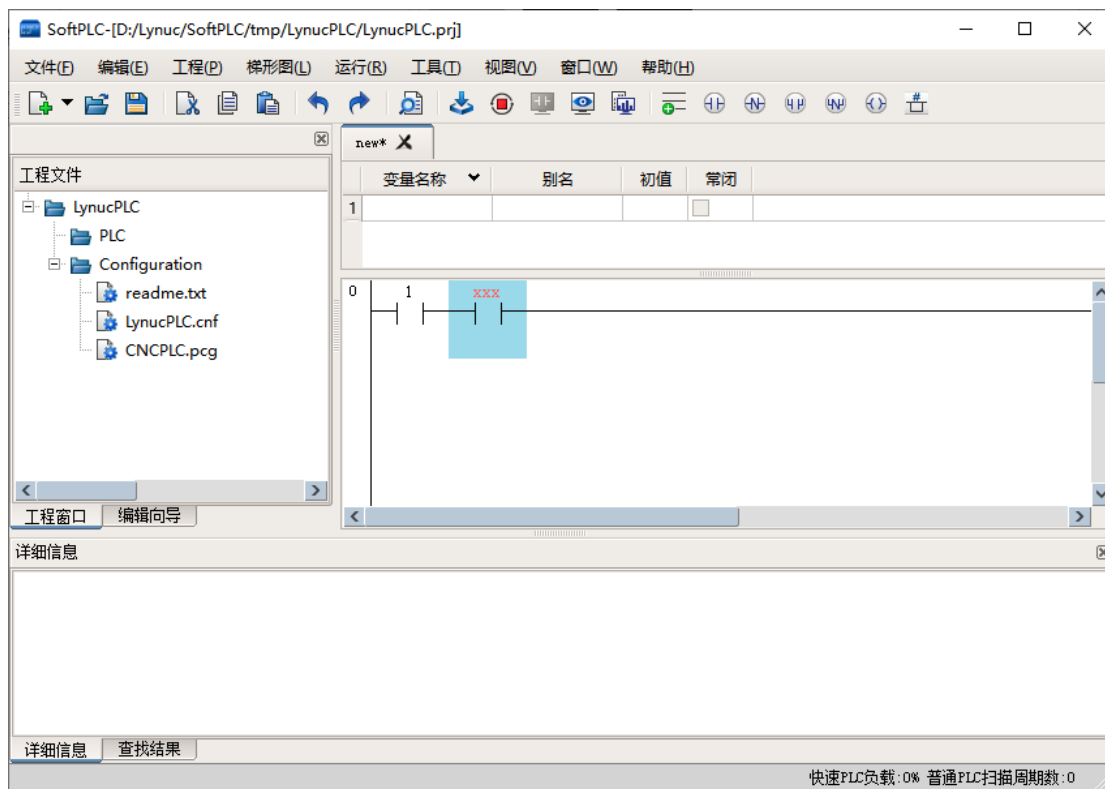 SoftPLC-[D:/Lynuc/SoftPLC/tmp/LynucPLC/LynucPLC.prj]
文件(F) 编辑(E) 工程(P) 梯形图(L) 运行(R) 工具(T) 视图(V) 窗口(W) 帮助(H)
new*
工程文件
变量名称 别名 初值 常闭
1
LynucPLC
PLC
Configuration
readme.txt
LynucPLC.cnf
CNCPLC.pcg
0 1 xxx
工程窗口 编辑向导
详细信息
详细信息 查找结果
快速PLC负载:0% 普通PLC扫描周期数:0